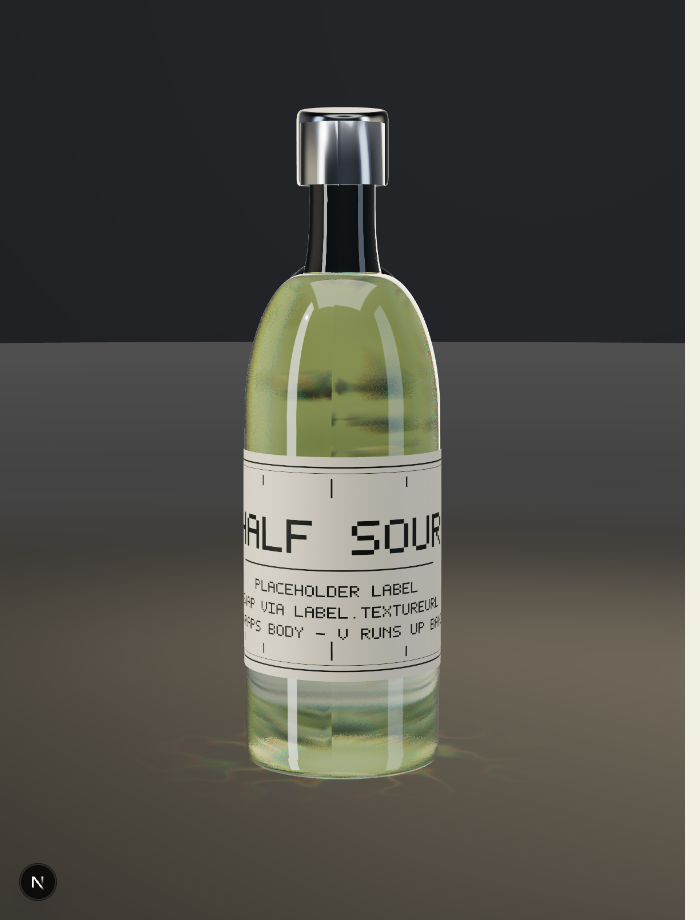 HALF SOUR
PLACEHOLDER LABEL
VIA LABEL.TEXTUREURL
BODY — V RUNS UP
N